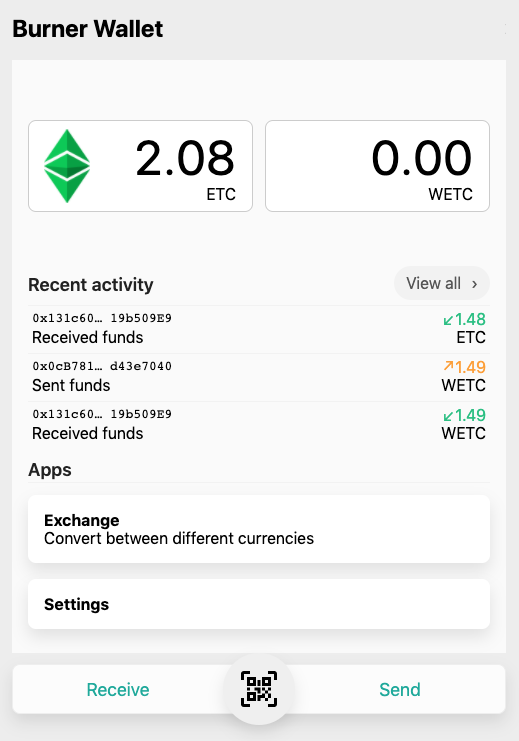 Burner Wallet
2.08
ETC
0.00
WETC
Recent activity
View all ›
0x131c60… 19b509E9
Received funds
↙1.48
ETC
0x0cB781… d43e7040
Sent funds
↗1.49
WETC
0x131c60… 19b509E9
Received funds
↙1.49
WETC
Apps
Exchange
Convert between different currencies
Settings
Receive
Send